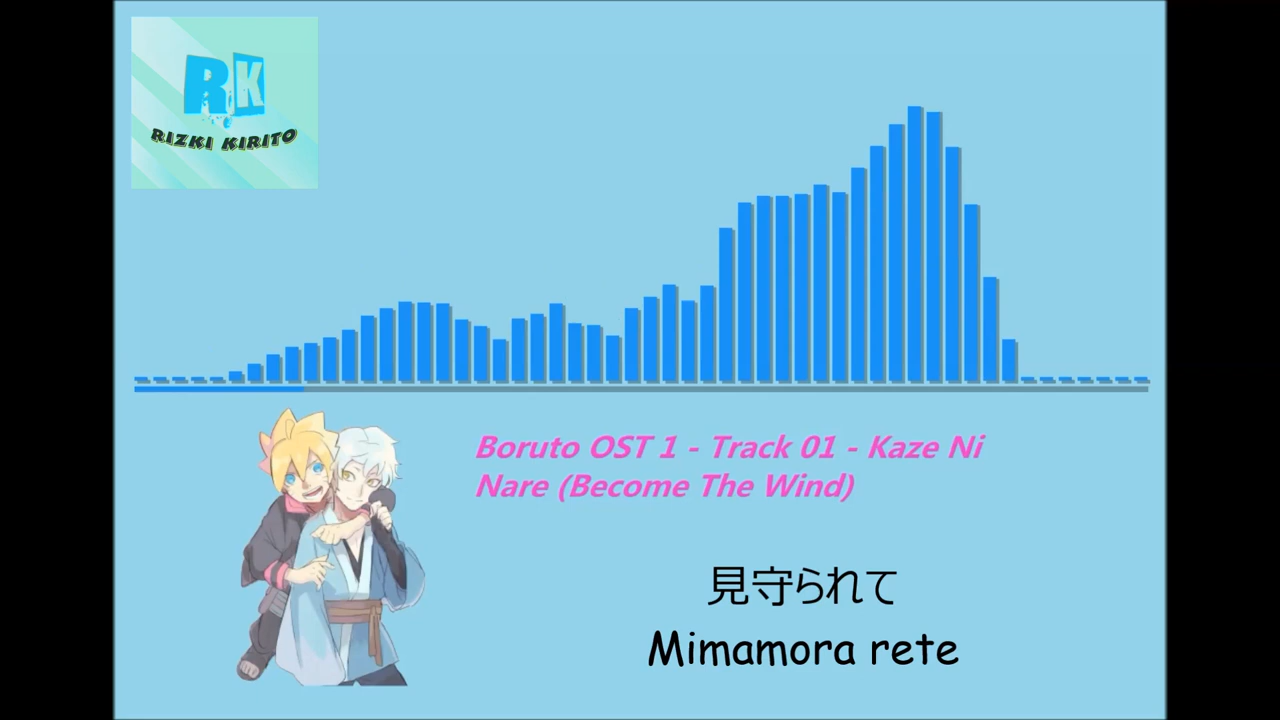 RK
RIZKI KIRITO
Boruto OST 1 - Track 01 - Kaze Ni
Nare (Become The Wind)
見守られて
Mimamora rete